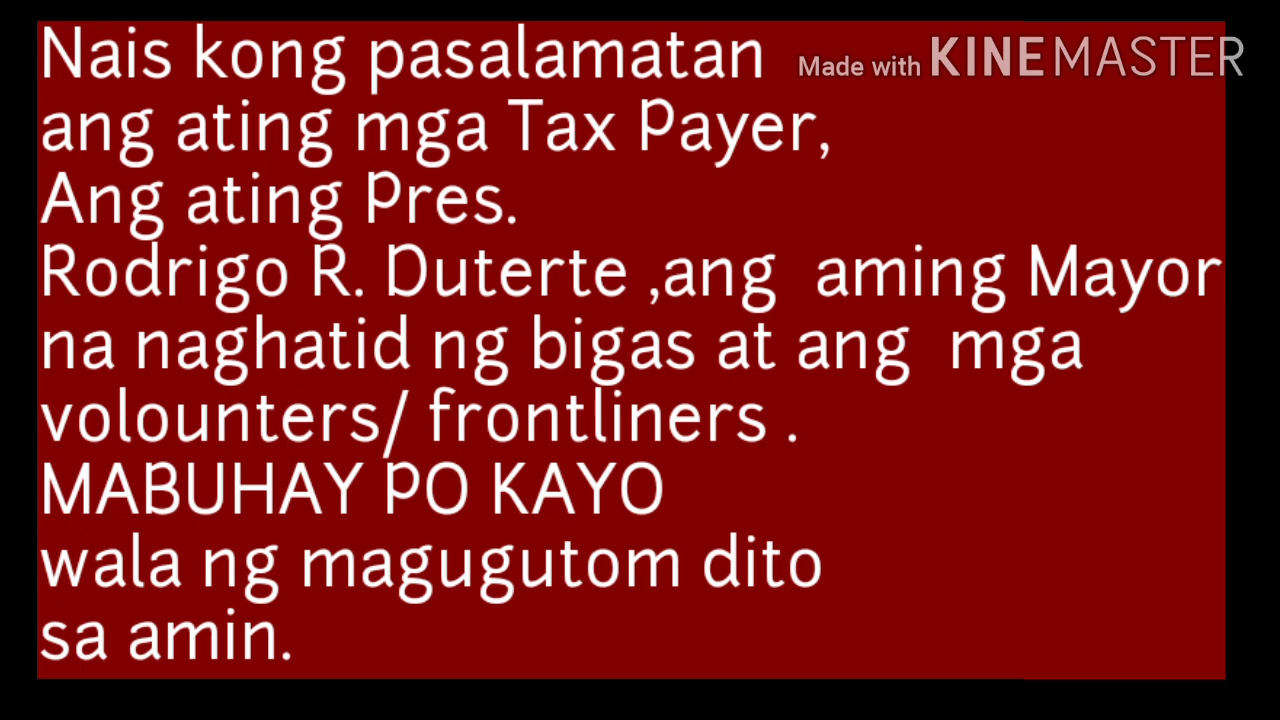 Nais kong pasalamatan
Made with KINEMASTER
ang ating mga Tax Payer,
Ang ating Pres.
Rodrigo R. Duterte ,ang  aming Mayor
na naghatid ng bigas at ang  mga
volounters/ frontliners .
MABUHAY PO KAYO
wala ng magugutom dito
sa amin.